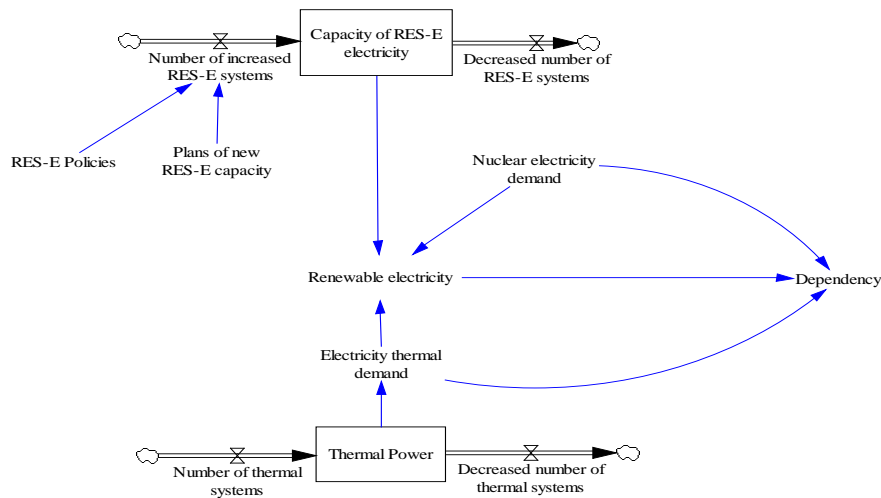 Capacity of RES-E
electricity
Number of increased
RES-E systems
Decreased number of
RES-E systems
RES-E Policies
Plans of new
RES-E capacity
Nuclear electricity
demand
Renewable electricity
Dependency
Electricity thermal
demand
Thermal Power
Number of thermal
systems
Decreased number of
thermal systems